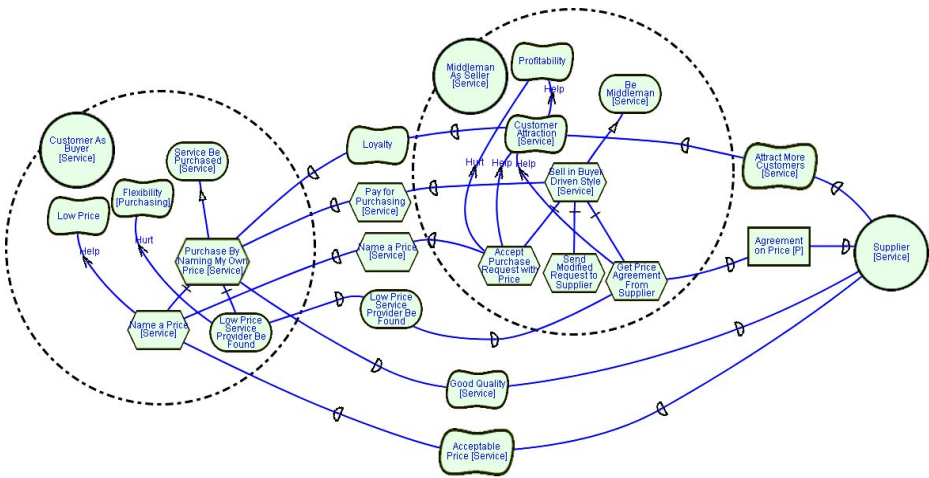 Profitability
Middleman
As Seller
[Service]
Help
Be
Middleman
[Service]
Customer As
Buyer
[Service]
Service Be
Purchased
[Service]
Loyalty
Customer
Attraction
[Service]
Attract More
Customers
[Service]
Hurt
Help
Help
Flexibility
[Purchasing]
Low Price
Pay for
Purchasing
[Service]
Sell in Buyer
Driven Style
[Service]
Help
Hurt
Purchase By
Naming My Own
Price [Service]
Name a Price
[Service]
Accept
Purchase
Request with
Price
Send
Modified
Request to
Supplier
Get Price
Agreement
From
Supplier
Agreement
on Price [P]
Supplier
[Service]
Name a Price
[Service]
Low Price
Service
Provider Be
Found
Low Price
Service
Provider Be
Found
Good Quality
[Service]
Acceptable
Price [Service]